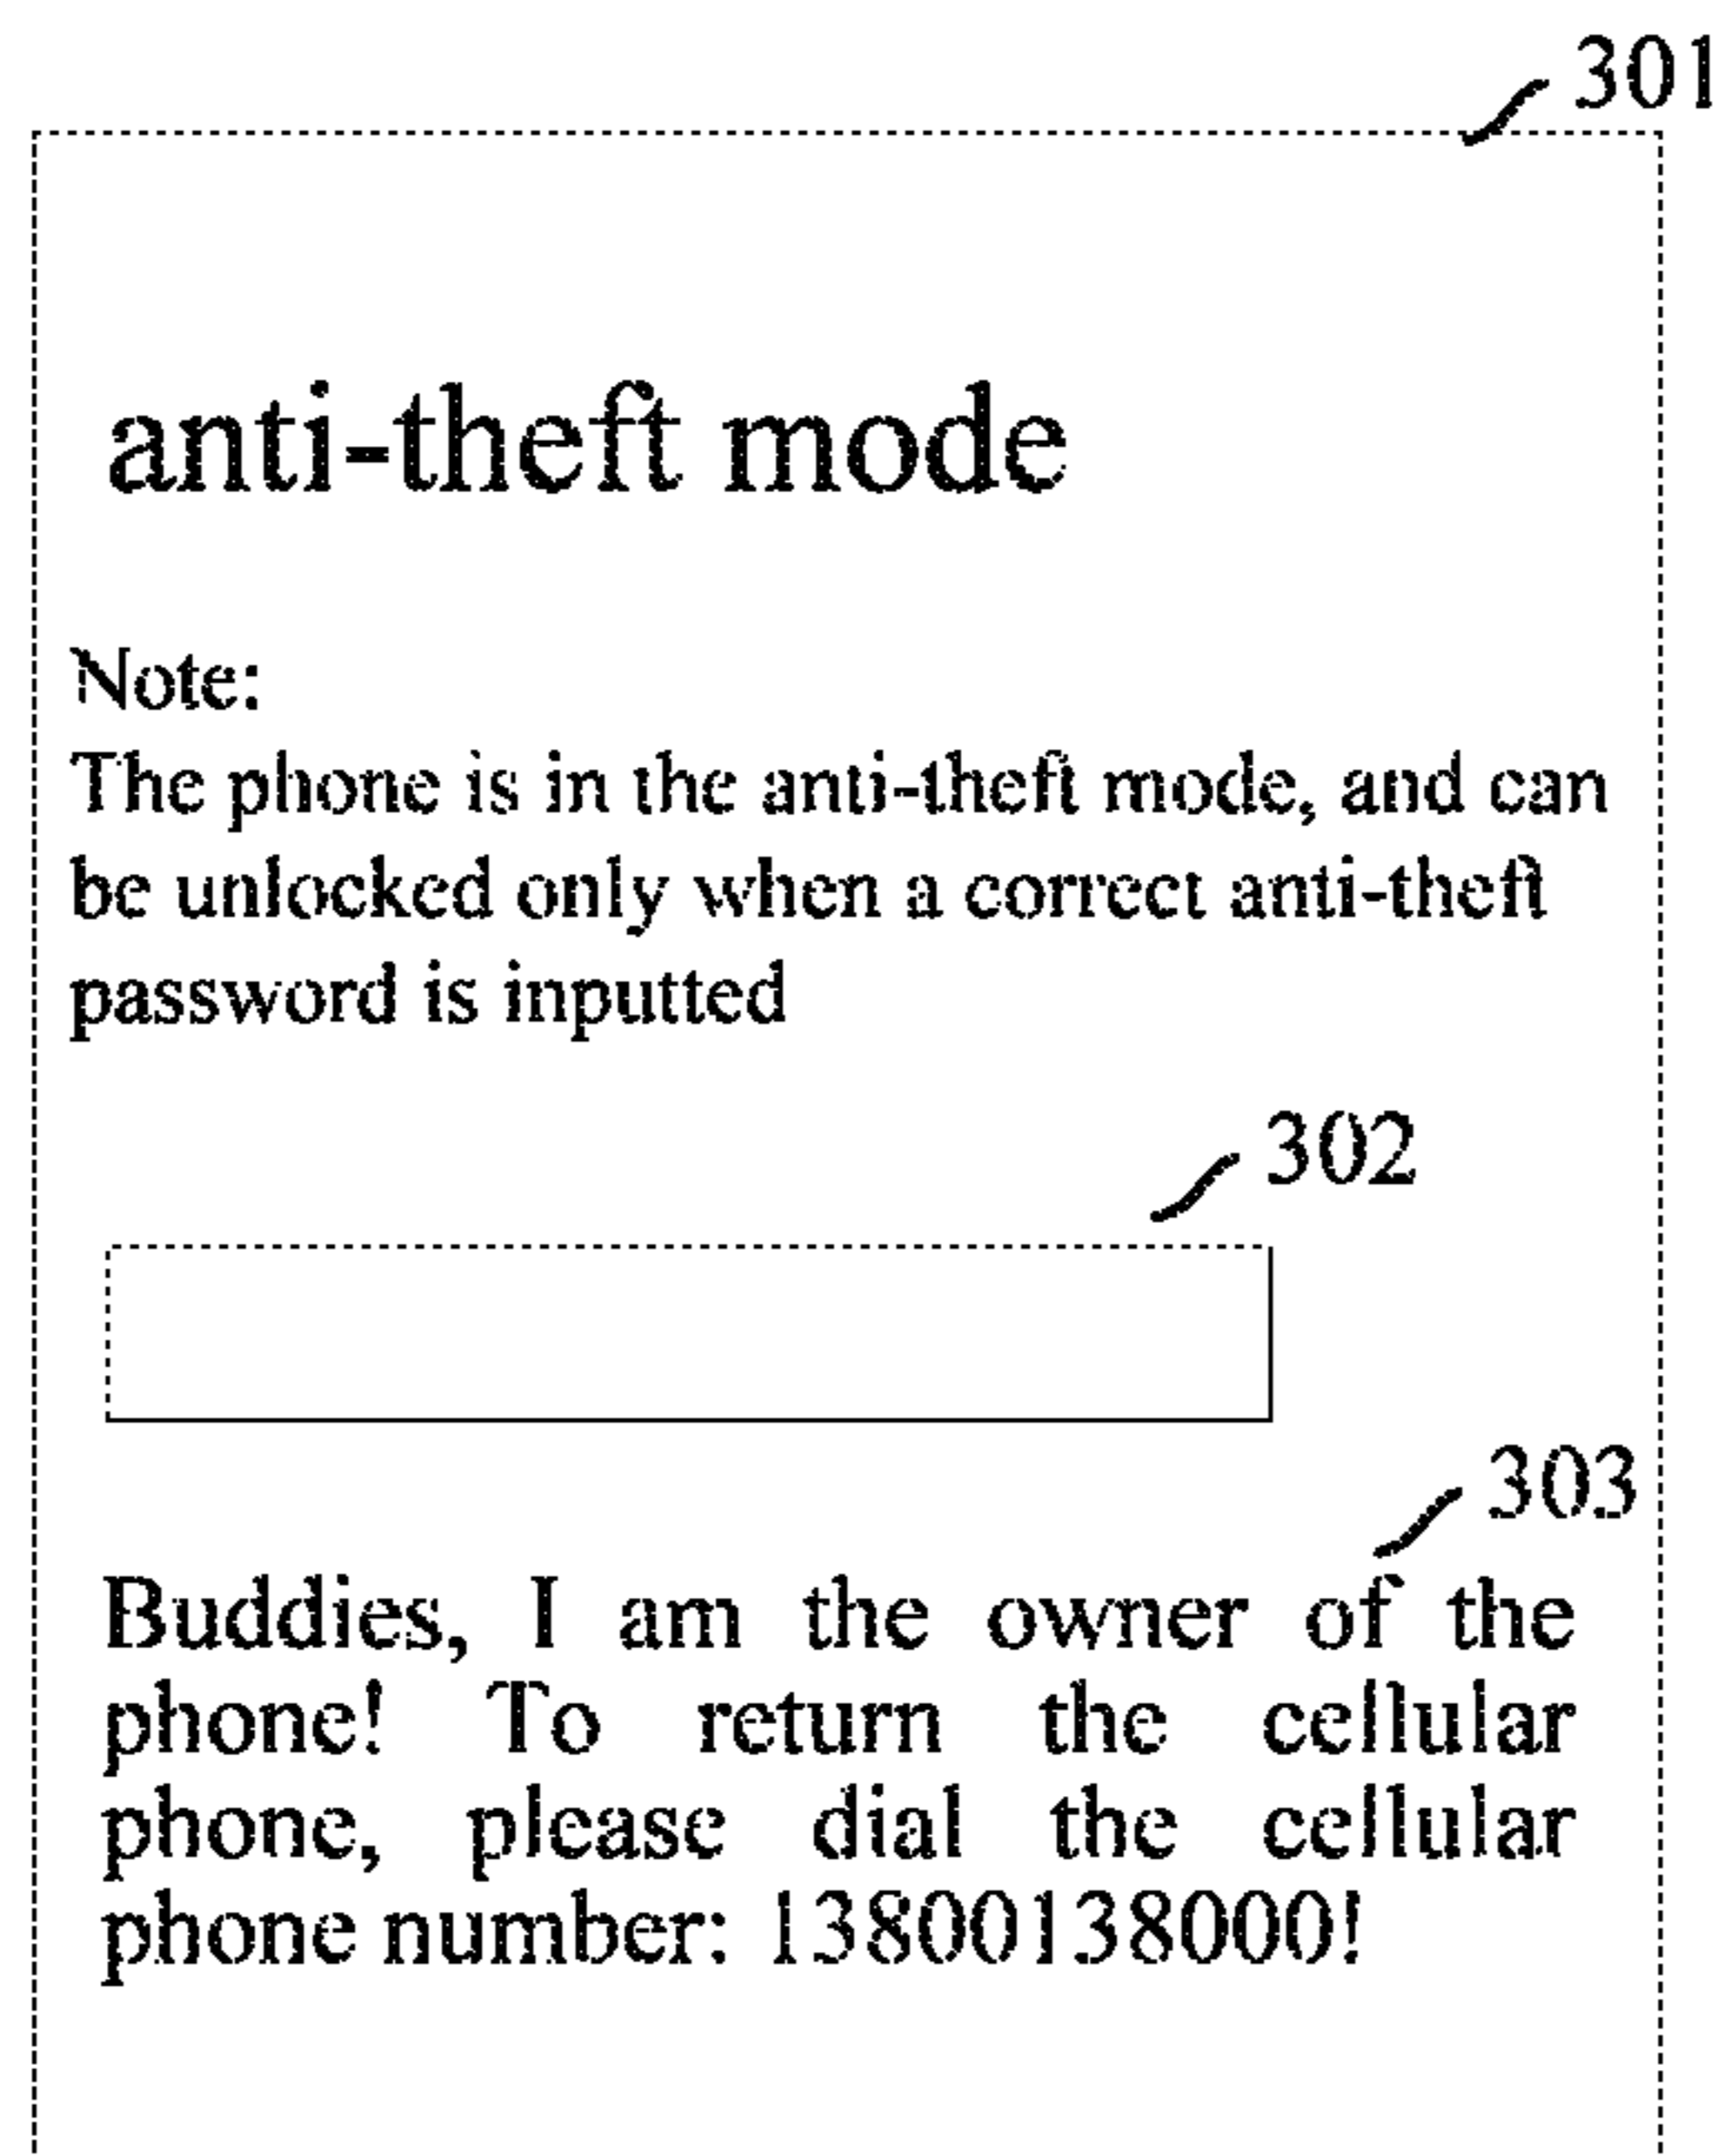 301
anti-theft mode
Note:
The phone is in the anti-theft mode, and can
be unlocked only when a correct anti-theft
password is inputted
302
303
Buddies, I am the owner of the
phone! To return the cellular
phone, please dial the cellular
phone number: 13800138000!